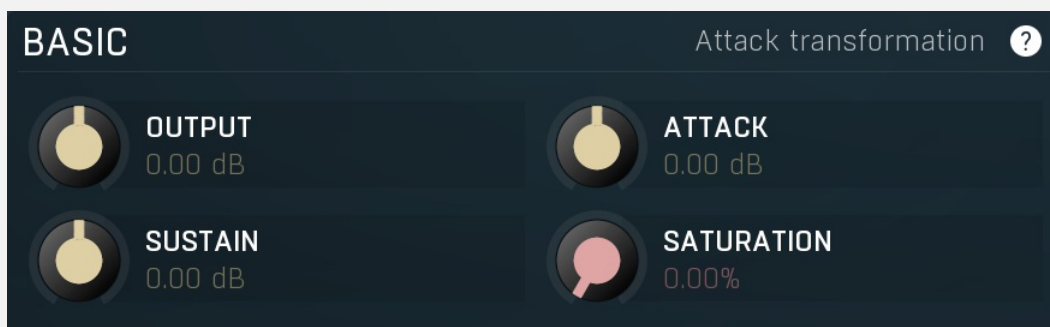 BASIC
Attack transformation ?
OUTPUT
0.00 dB
ATTACK
0.00 dB
SUSTAIN
0.00 dB
SATURATION
0.00%